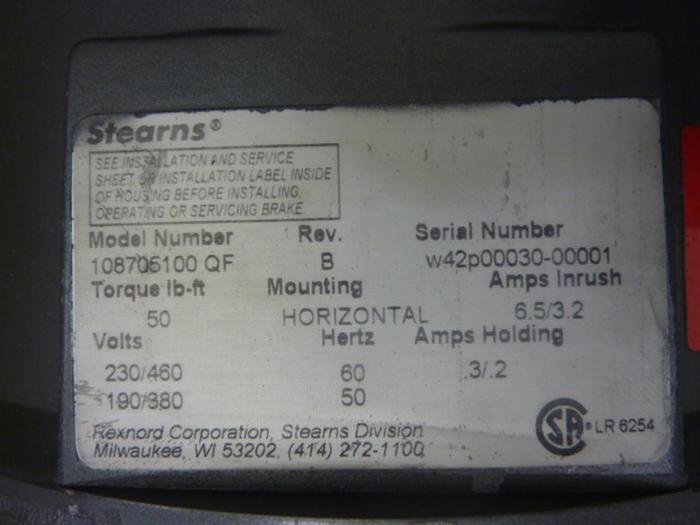 Stearns®
SEE INSTALLATION AND SERVICE
SHEET OR INSTALLATION LABEL INSIDE
OF HOUSING BEFORE INSTALLING,
OPERATING OR SERVICING BRAKE.
Model Number Rev. Serial Number
108705100 QF B w42p00030-00001
Torque lb-ft Mounting Amps Inrush
50 HORIZONTAL 6.5/3.2
Volts Hertz Amps Holding
230/460 60 .3/.2
190/380 50
Rexnord Corporation, Stearns Division
Milwaukee, WI 53202, (414) 272-1100
CSA® LR 6254